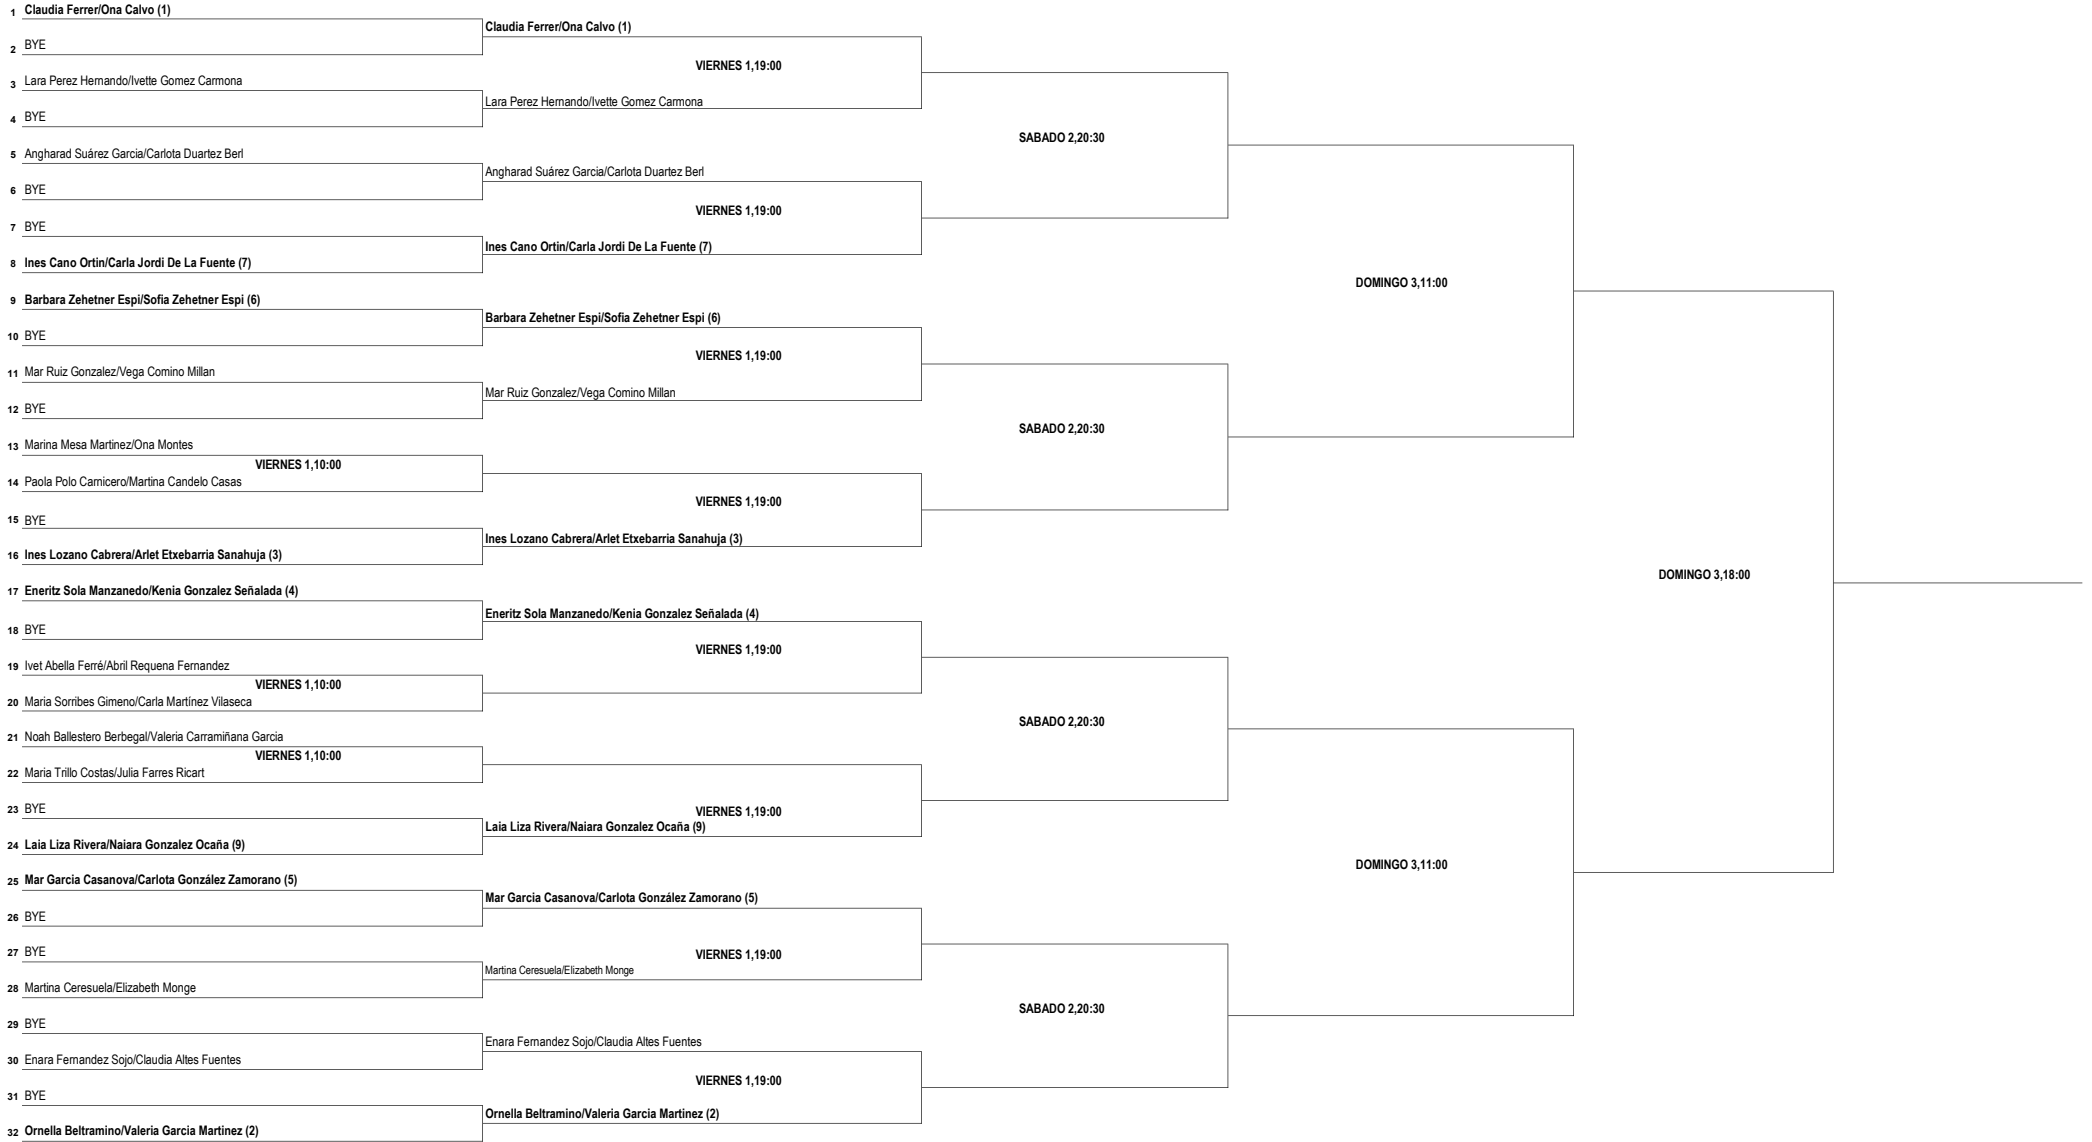 1 Claudia Ferrer/Ona Calvo (1)
Claudia Ferrer/Ona Calvo (1)
2 BYE
VIERNES 1,19:00
3 Lara Perez Hernando/Ivette Gomez Carmona
Lara Perez Hernando/Ivette Gomez Carmona
4 BYE
SABADO 2,20:30
5 Angharad Suárez Garcia/Carlota Duartez Berl
Angharad Suárez Garcia/Carlota Duartez Berl
6 BYE
VIERNES 1,19:00
7 BYE
Ines Cano Ortin/Carla Jordi De La Fuente (7)
8 Ines Cano Ortin/Carla Jordi De La Fuente (7)
DOMINGO 3,11:00
9 Barbara Zehetner Espi/Sofia Zehetner Espi (6)
Barbara Zehetner Espi/Sofia Zehetner Espi (6)
10 BYE
VIERNES 1,19:00
11 Mar Ruiz Gonzalez/Vega Comino Millan
Mar Ruiz Gonzalez/Vega Comino Millan
12 BYE
SABADO 2,20:30
13 Marina Mesa Martinez/Ona Montes
VIERNES 1,10:00
14 Paola Polo Carnicero/Martina Candelo Casas
VIERNES 1,19:00
15 BYE
Ines Lozano Cabrera/Arlet Etxebarria Sanahuja (3)
16 Ines Lozano Cabrera/Arlet Etxebarria Sanahuja (3)
DOMINGO 3,18:00
17 Eneritz Sola Manzanedo/Kenia Gonzalez Señalada (4)
Eneritz Sola Manzanedo/Kenia Gonzalez Señalada (4)
18 BYE
VIERNES 1,19:00
19 Ivet Abella Ferré/Abril Requena Fernandez
VIERNES 1,10:00
20 Maria Sorribes Gimeno/Carla Martínez Vilaseca
SABADO 2,20:30
21 Noah Ballestero Berbegal/Valeria Carramiñana Garcia
VIERNES 1,10:00
22 Maria Trillo Costas/Julia Farres Ricart
23 BYE
VIERNES 1,19:00
Laia Liza Rivera/Naiara Gonzalez Ocaña (9)
24 Laia Liza Rivera/Naiara Gonzalez Ocaña (9)
DOMINGO 3,11:00
25 Mar Garcia Casanova/Carlota González Zamorano (5)
Mar Garcia Casanova/Carlota González Zamorano (5)
26 BYE
27 BYE
VIERNES 1,19:00
Martina Ceresuela/Elizabeth Monge
28 Martina Ceresuela/Elizabeth Monge
SABADO 2,20:30
29 BYE
Enara Fernandez Sojo/Claudia Altes Fuentes
30 Enara Fernandez Sojo/Claudia Altes Fuentes
VIERNES 1,19:00
31 BYE
Ornella Beltramino/Valeria Garcia Martinez (2)
32 Ornella Beltramino/Valeria Garcia Martinez (2)